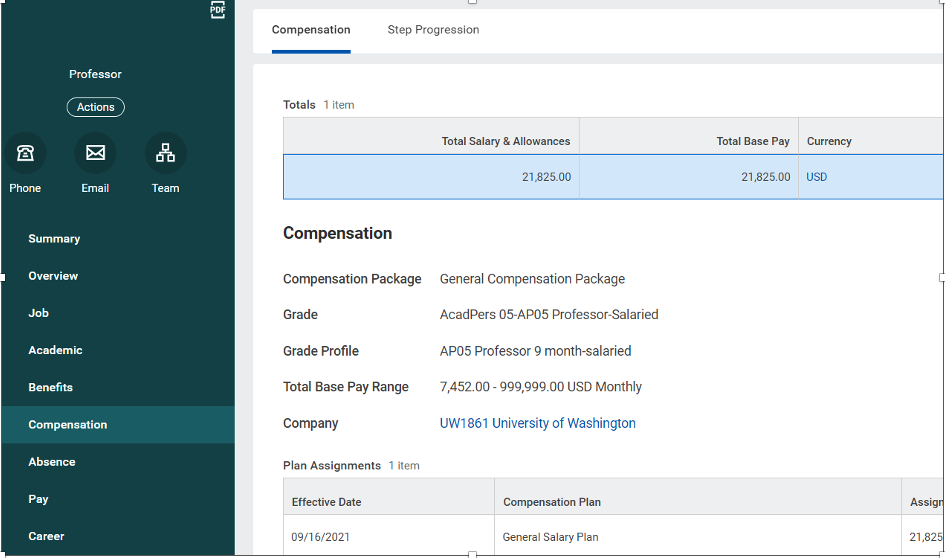 PDF
Professor
Actions
Phone Email Team
Summary
Overview
Job
Academic
Benefits
Compensation
Absence
Pay
Career
Compensation Step Progression
Totals 1 item
Total Salary & Allowances Total Base Pay Currency
21,825.00 21,825.00 USD
Compensation
Compensation Package General Compensation Package
Grade AcadPers 05-AP05 Professor-Salaried
Grade Profile AP05 Professor 9 month-salaried
Total Base Pay Range 7,452.00 - 999,999.00 USD Monthly
Company UW1861 University of Washington
Plan Assignments 1 item
Effective Date Compensation Plan Assign
09/16/2021 General Salary Plan 21,825